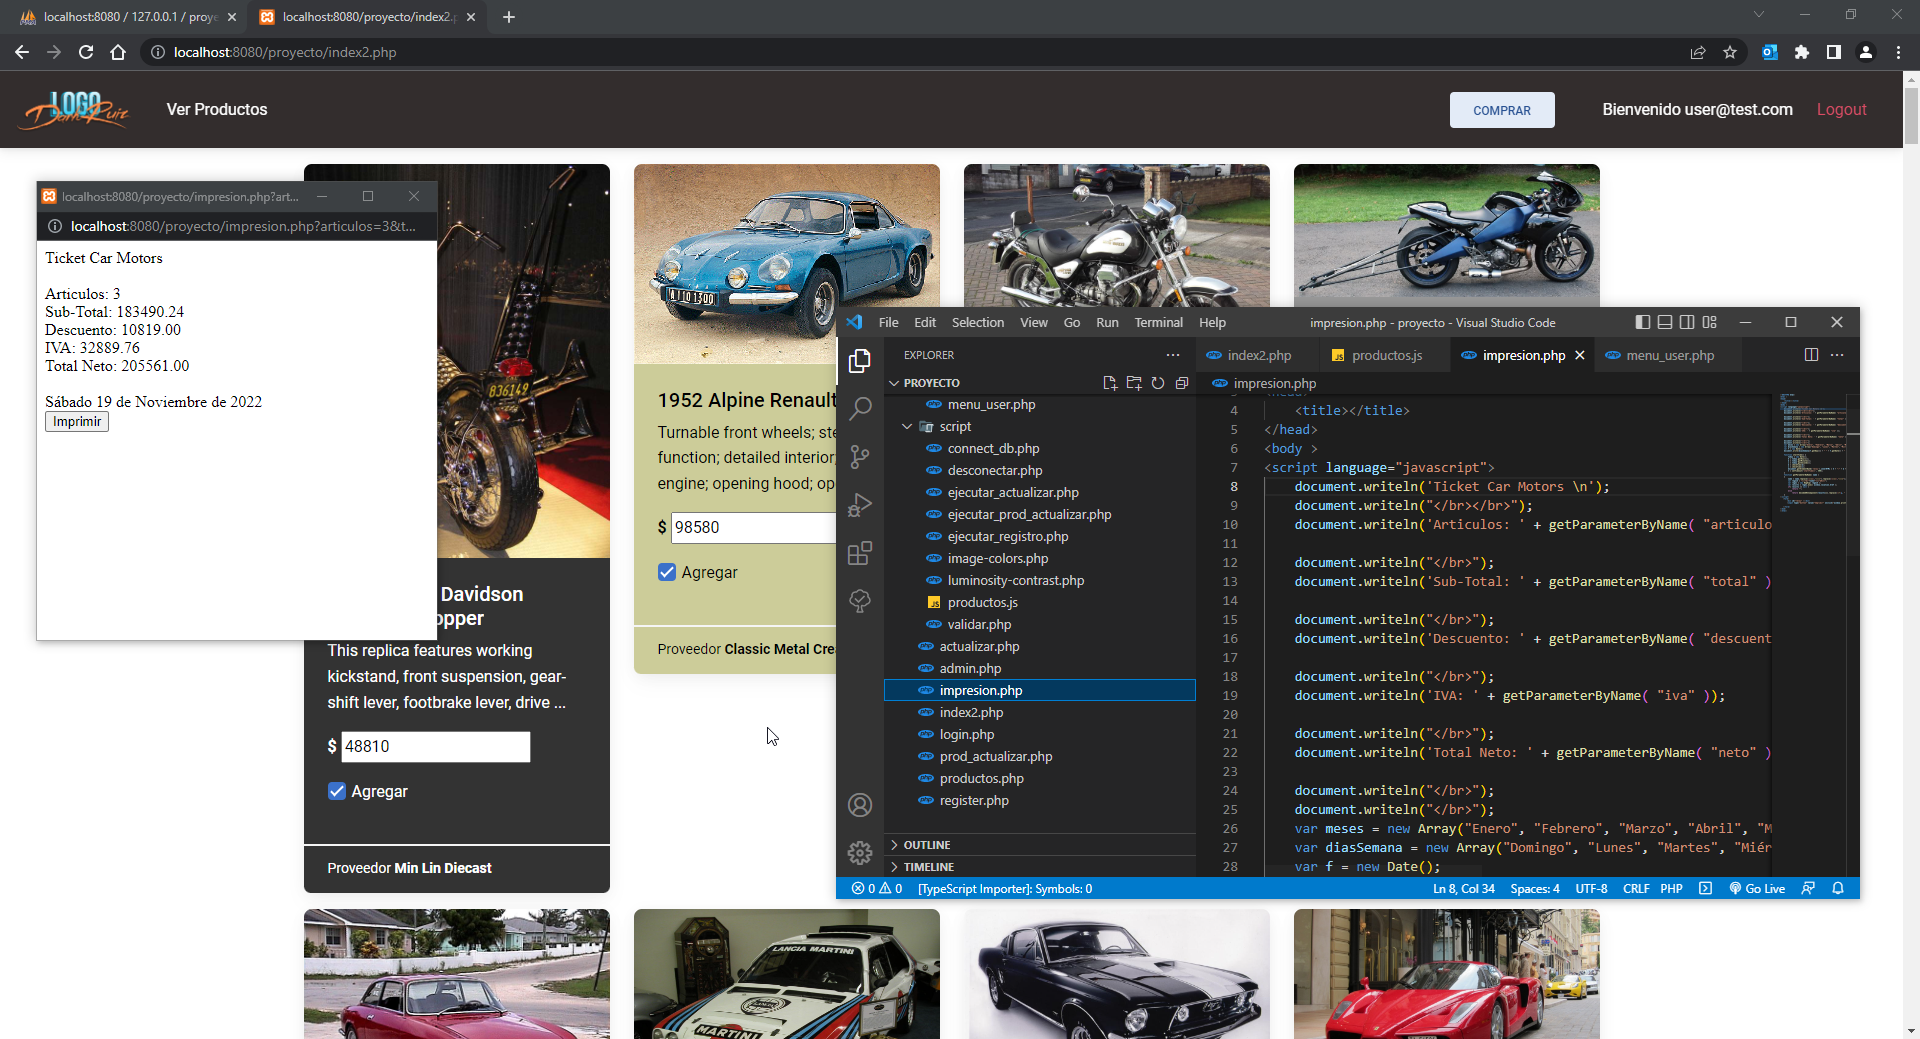 localhost:8080 / 127.0.0.1 / proye
localhost:8080/proyecto/index2.p
localhost:8080/proyecto/index2.php
LOGO
Ver Productos
COMPRAR
Bienvenido user@test.com
Logout
localhost:8080/proyecto/impresion.php?art...
localhost:8080/proyecto/impresion.php?articulos=3&t...
Ticket Car Motors
Articulos: 3
Sub-Total: 183490.24
Descuento: 10819.00
IVA: 32889.76
Total Neto: 205561.00
Sábado 19 de Noviembre de 2022
Imprimir
836149
Davidson
opper
This replica features working
kickstand, front suspension, gear-
shift lever, footbrake lever, drive ...
$ 48810
Agregar
Proveedor Min Lin Diecast
1952 Alpine Renault
Turnable front wheels; ste
function; detailed interior;
engine; opening hood; op
$ 98580
Agregar
Proveedor Classic Metal Crea
File Edit Selection View Go Run Terminal Help
impresion.php - proyecto - Visual Studio Code
EXPLORER
PROYECTO
menu_user.php
script
connect_db.php
desconectar.php
ejecutar_actualizar.php
ejecutar_prod_actualizar.php
ejecutar_registro.php
image-colors.php
luminosity-contrast.php
JS productos.js
validar.php
actualizar.php
admin.php
impresion.php
index2.php
login.php
prod_actualizar.php
productos.php
register.php
OUTLINE
TIMELINE
index2.php
JS productos.js
impresion.php
menu_user.php
impresion.php
4 <title></title>
5 </head>
6 <body >
7 <script language="javascript">
8 document.writeln('Ticket Car Motors \n');
9 document.writeln("</br></br>");
10 document.writeln('Articulos: ' + getParameterByName( "articulo
11
12 document.writeln("</br>");
13 document.writeln('Sub-Total: ' + getParameterByName( "total" )
14
15 document.writeln("</br>");
16 document.writeln('Descuento: ' + getParameterByName( "descuent
17
18 document.writeln("</br>");
19 document.writeln('IVA: ' + getParameterByName( "iva" ));
20
21 document.writeln("</br>");
22 document.writeln('Total Neto: ' + getParameterByName( "neto" )
23
24 document.writeln("</br>");
25 document.writeln("</br>");
26 var meses = new Array("Enero", "Febrero", "Marzo", "Abril", "M
27 var diasSemana = new Array("Domingo", "Lunes", "Martes", "Miér
28 var f = new Date();
0 0 [TypeScript Importer]: Symbols: 0
Ln 8, Col 34 Spaces: 4 UTF-8 CRLF PHP Go Live
LANCIA MARTINI
MARTINI